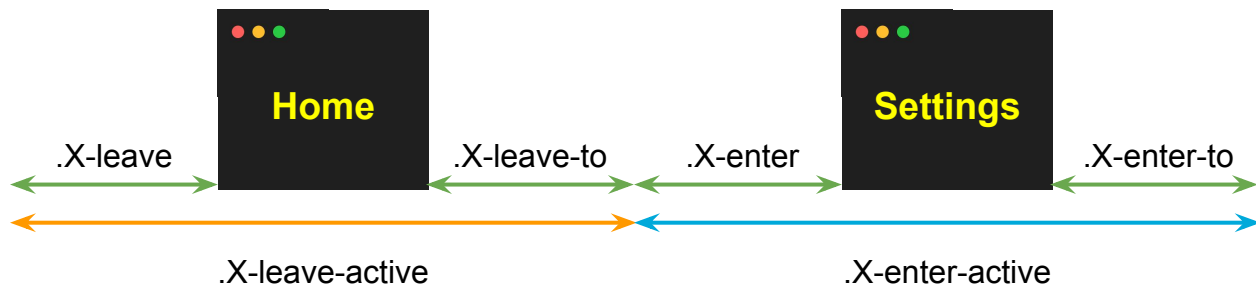 Home
Settings
.X-leave
.X-leave-to
.X-enter
.X-enter-to
.X-leave-active
.X-enter-active